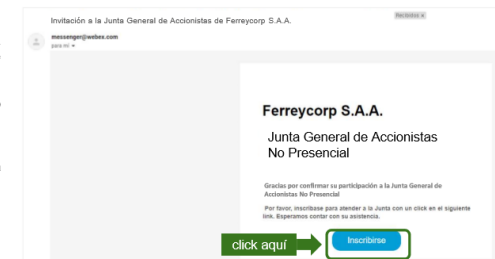 Invitación a la Junta General de Accionistas de Ferreycorp S.A.A.
Recibidos x
messenger@webex.com
para mí
Ferreycorp S.A.A.
Junta General de Accionistas
No Presencial
Gracias por confirmar su participación a la Junta General de
Accionistas No Presencial
Por favor, inscríbase para atender a la Junta con un click en el siguiente
link. Esperamos contar con su asistencia.
click aquí
Inscribirse